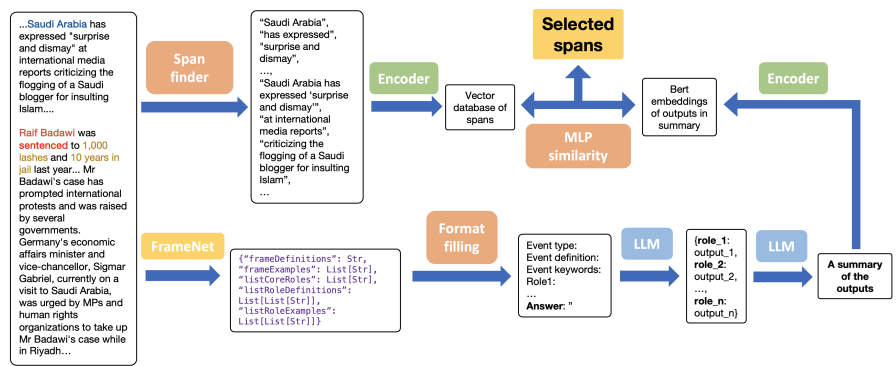 ...Saudi Arabia has
expressed "surprise
and dismay" at
international media
reports criticizing the
flogging of a Saudi
blogger for insulting
Islam....
Raif Badawi was
sentenced to 1,000
lashes and 10 years in
jail last year... Mr
Badawi's case has
prompted international
protests and was raised
by several
governments.
Germany's economic
affairs minister and
vice-chancellor, Sigmar
Gabriel, currently on a
visit to Saudi Arabia,
was urged by MPs and
human rights
organizations to take up
Mr Badawi's case while
in Riyadh...
Span
finder
“Saudi Arabia”,
“has expressed”,
"surprise and
dismay”,
...,
“Saudi Arabia has
expressed ‘surprise
and dismay’”,
“at international
media reports”,
“criticizing the
flogging of a Saudi
blogger for insulting
Islam”,
...
Encoder
Vector
database of
spans
Selected
spans
MLP
similarity
Bert
embeddings
of outputs in
summary
Encoder
FrameNet
{“frameDefinitions”: Str,
“frameExamples”: List[Str],
“listCoreRoles”: List[Str],
“listRoleDefinitions”:
List[List[Str]],
“listRoleExamples”:
List[List[Str]]}
Format
filling
Event type:
Event definition:
Event keywords:
Role1:
...
Answer: "
LLM
{role_1:
output_1,
role_2:
output_2,
...,
role_n:
output_n}
LLM
A summary
of the
outputs